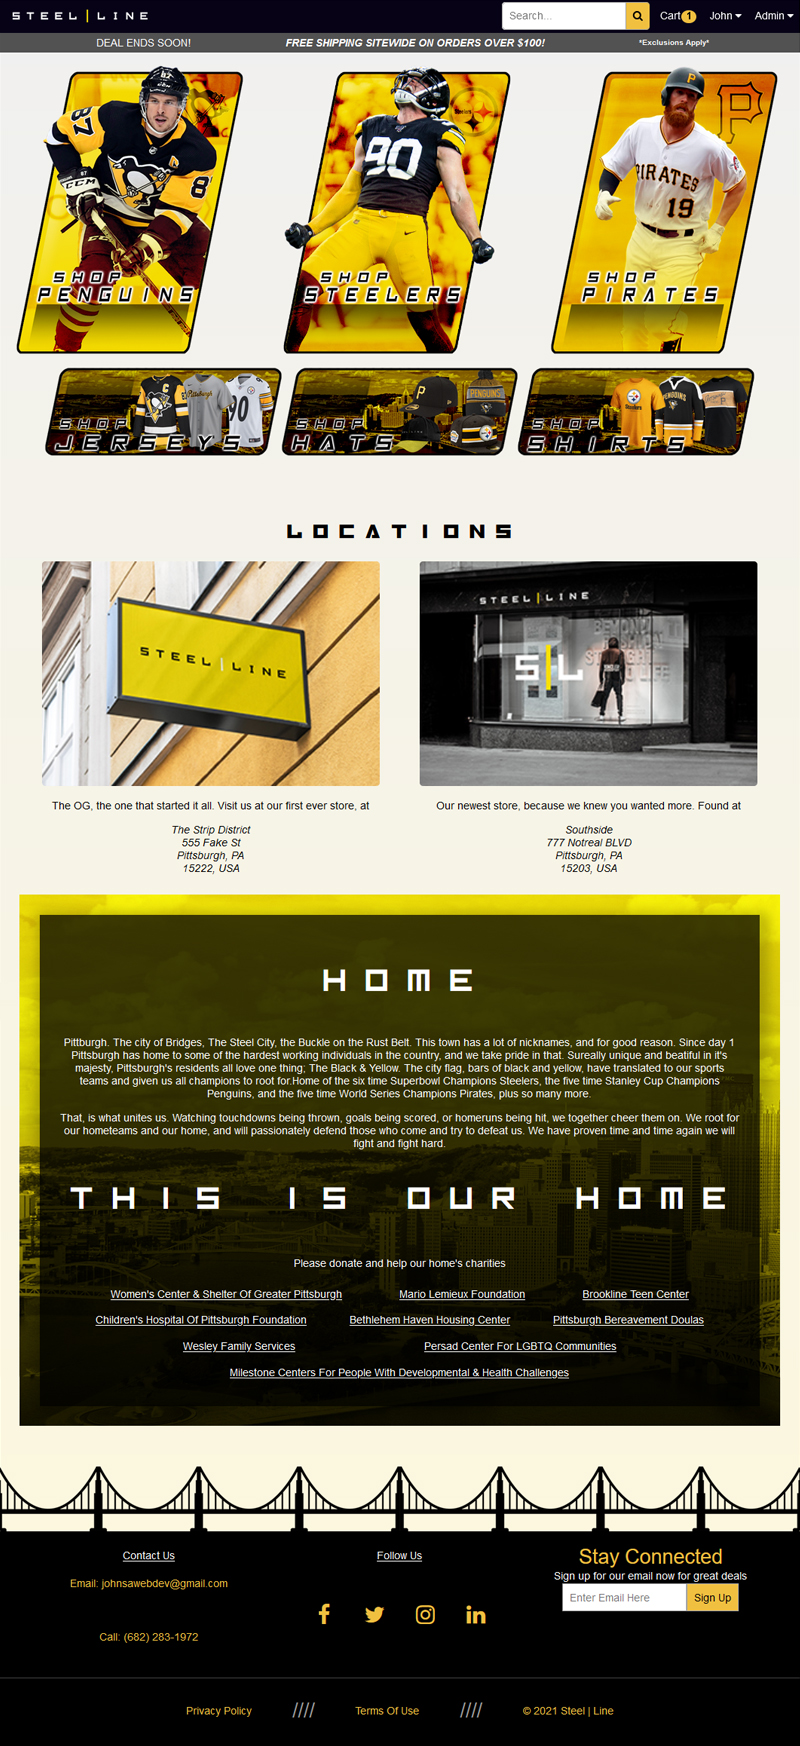 STEEL|LINE
Search...
Cart 1
John
Admin
DEAL ENDS SOON!
FREE SHIPPING SITEWIDE ON ORDERS OVER $100!
*Exclusions Apply*
87
CCM
SHOP
PENGUINS
90
SHOP
STEELERS
P
P
PIRATES
19
SHOP
PIRATES
SHOP
JERSEYS
C
Pittsburgh
90
SHOP
HATS
P
PENGUINS
SHOP
SHIRTS
Steelers
PENGUINS
LOCATIONS
STEEL|LINE
STEEL|LINE
S|L
The OG, the one that started it all. Visit us at our first ever store, at
The Strip District
555 Fake St
Pittsburgh, PA
15222, USA
Our newest store, because we knew you wanted more. Found at
Southside
777 Notreal BLVD
Pittsburgh, PA
15203, USA
HOME
Pittburgh. The city of Bridges, The Steel City, the Buckle on the Rust Belt. This town has a lot of nicknames, and for good reason. Since day 1
Pittsburgh has home to some of the hardest working individuals in the country, and we take pride in that. Sureally unique and beatiful in it's
majesty, Pittsburgh's residents all love one thing; The Black & Yellow. The city flag, bars of black and yellow, have translated to our sports
teams and given us all champions to root for.Home of the six time Superbowl Champions Steelers, the five time Stanley Cup Champions
Penguins, and the five time World Series Champions Pirates, plus so many more.
That, is what unites us. Watching touchdowns being thrown, goals being scored, or homeruns being hit, we together cheer them on. We root for
our hometeams and our home, and will passionately defend those who come and try to defeat us. We have proven time and time again we will
fight and fight hard.
THIS IS OUR HOME
Please donate and help our home's charities
Women's Center & Shelter Of Greater Pittsburgh
Mario Lemieux Foundation
Brookline Teen Center
Children's Hospital Of Pittsburgh Foundation
Bethlehem Haven Housing Center
Pittsburgh Bereavement Doulas
Wesley Family Services
Persad Center For LGBTQ Communities
Milestone Centers For People With Developmental & Health Challenges
Contact Us
Email: johnsawebdev@gmail.com
Call: (682) 283-1972
Follow Us
Stay Connected
Sign up for our email now for great deals
Enter Email Here
Sign Up
Privacy Policy
////
Terms Of Use
////
© 2021 Steel | Line